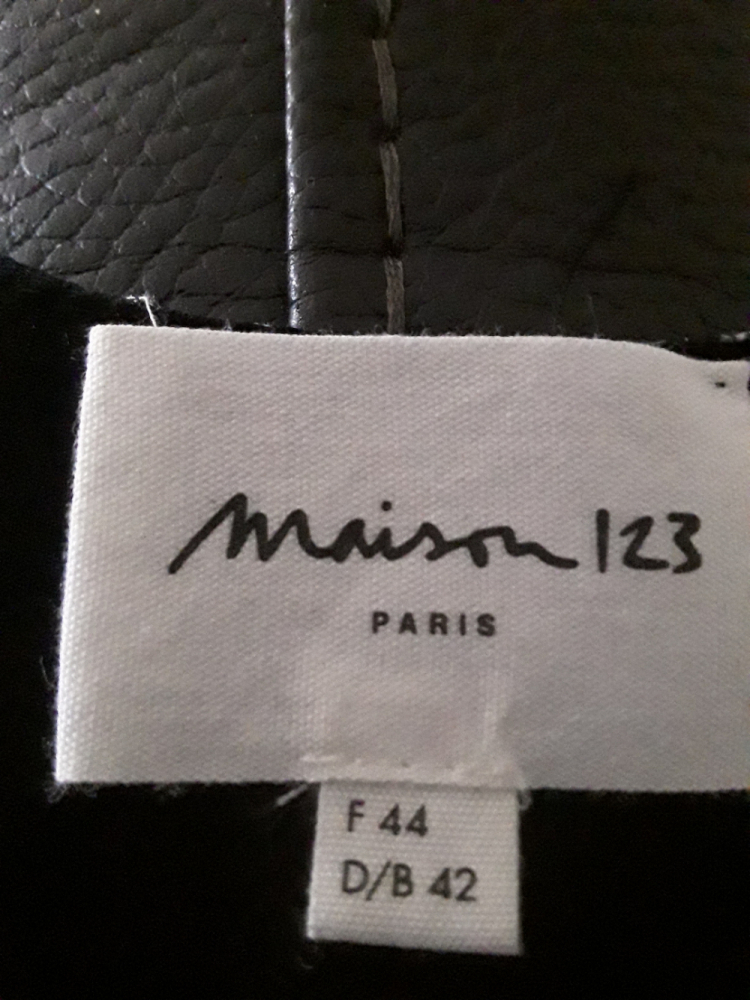 maison 123
PARIS
F 44
D/B 42